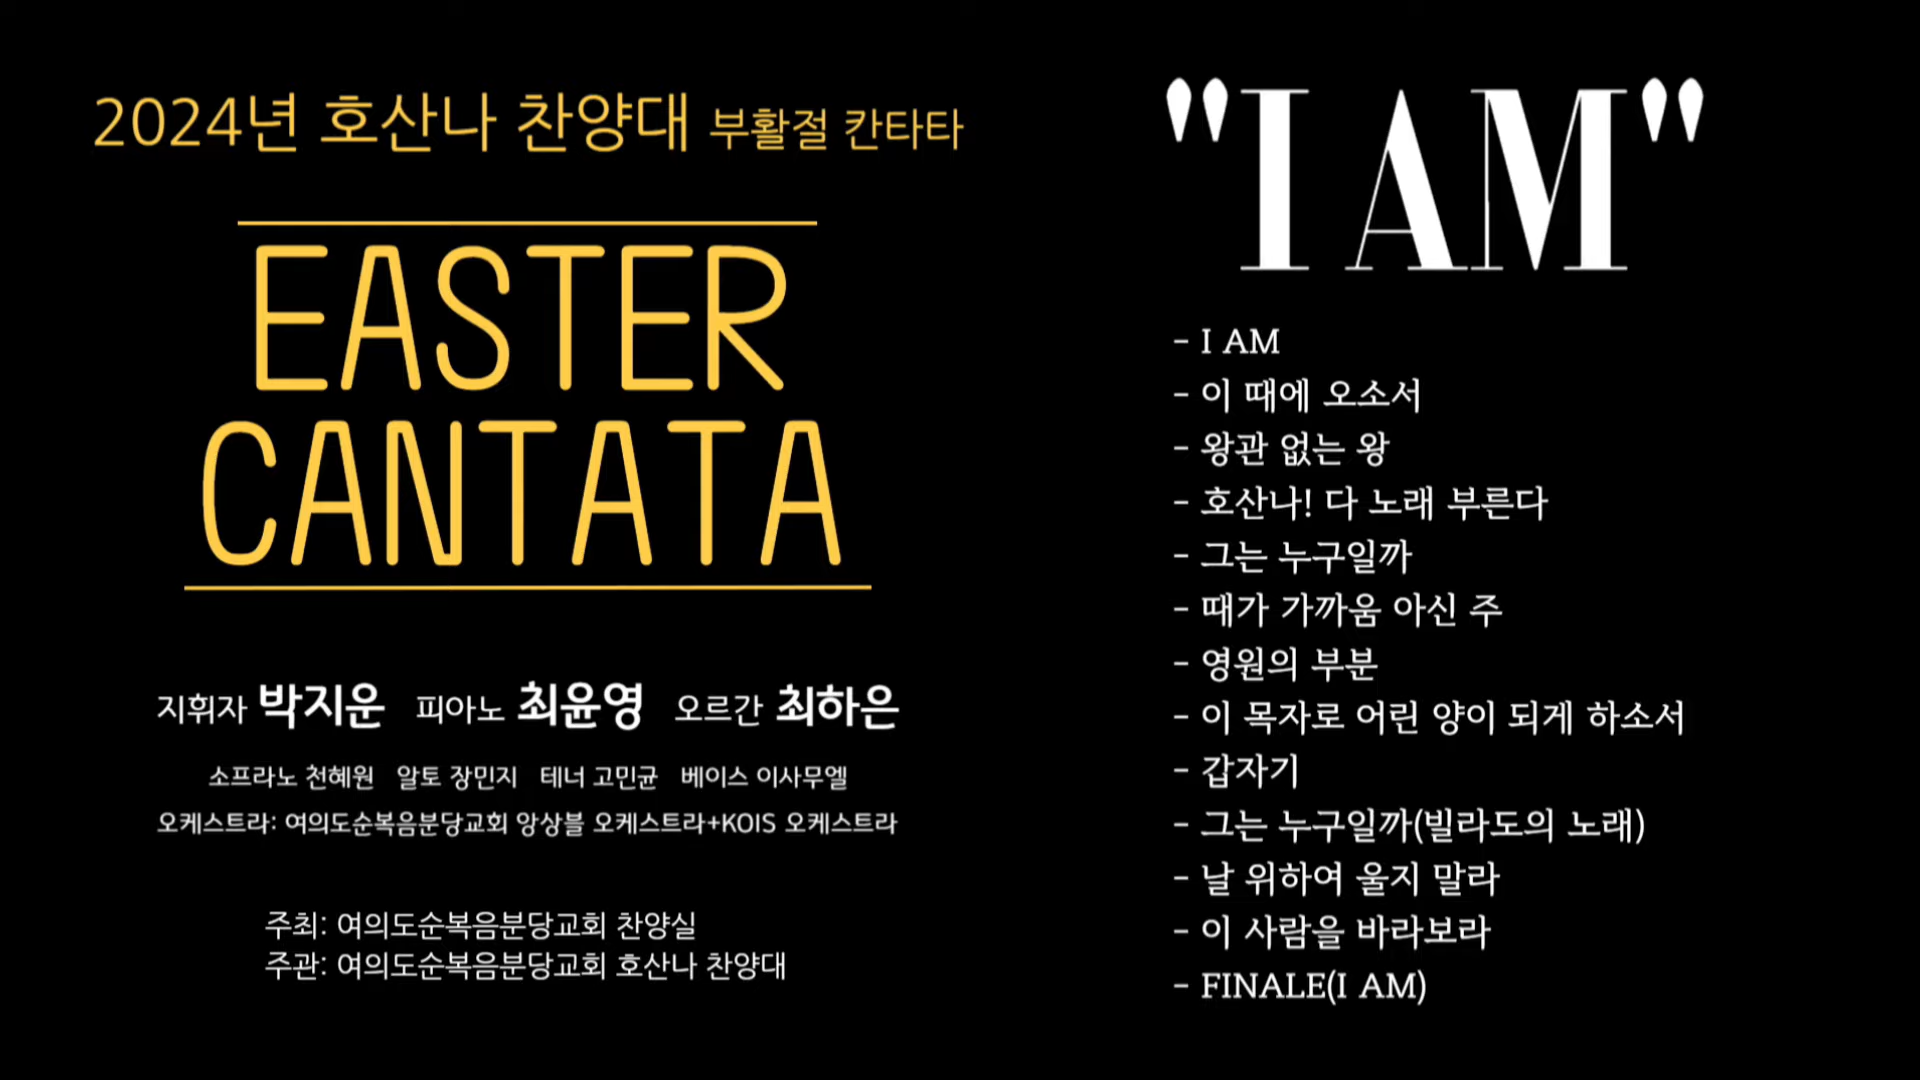 2024년 호산나 찬양대 부활절 칸타타
EASTER
CANTATA
지휘자 박지운 피아노 최윤영 오르간 최하은
소프라노 천혜원 알토 장민지 테너 고민균 베이스 이사무엘
오케스트라: 여의도순복음분당교회 앙상블 오케스트라+KOIS 오케스트라
주최: 여의도순복음분당교회 찬양실
주관: 여의도순복음분당교회 호산나 찬양대
"I AM"
- I AM
- 이 때에 오소서
- 왕관 없는 왕
- 호산나! 다 노래 부른다
- 그는 누구일까
- 때가 가까움 아신 주
- 영원의 부분
- 이 목자로 어린 양이 되게 하소서
- 갑자기
- 그는 누구일까(빌라도의 노래)
- 날 위하여 울지 말라
- 이 사람을 바라보라
- FINALE(I AM)